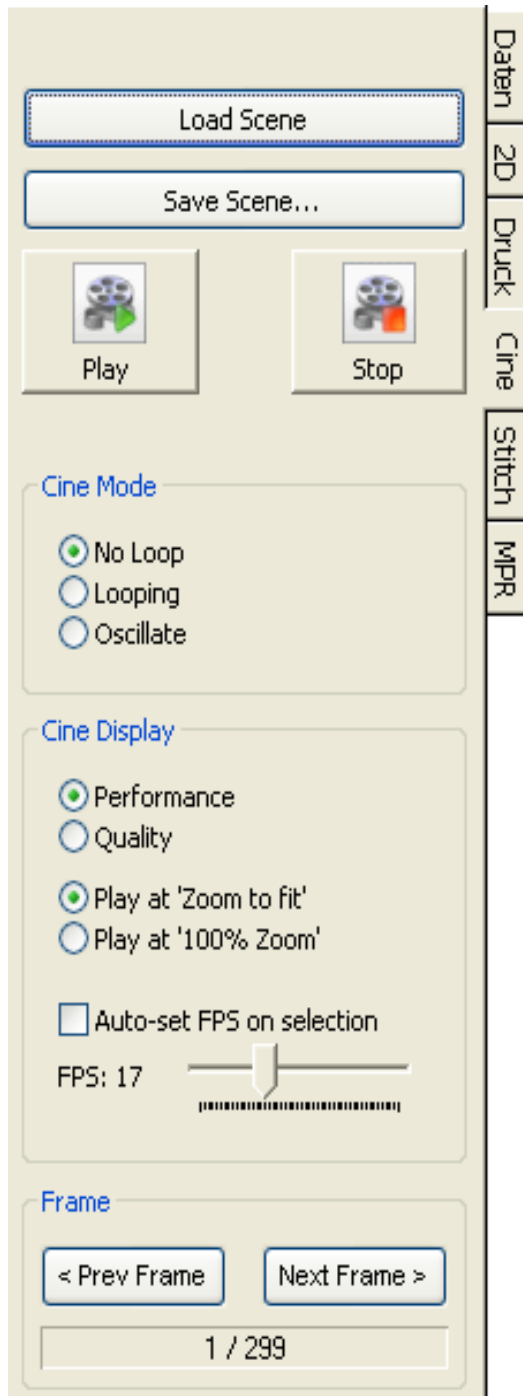 Load Scene
Save Scene...
Play
Stop
Cine Mode
No Loop
Looping
Oscillate
Cine Display
Performance
Quality
Play at 'Zoom to fit'
Play at '100% Zoom'
Auto-set FPS on selection
FPS: 17
Frame
< Prev Frame
Next Frame >
1 / 299
Daten
2D
Druck
Cine
Stitch
MPR